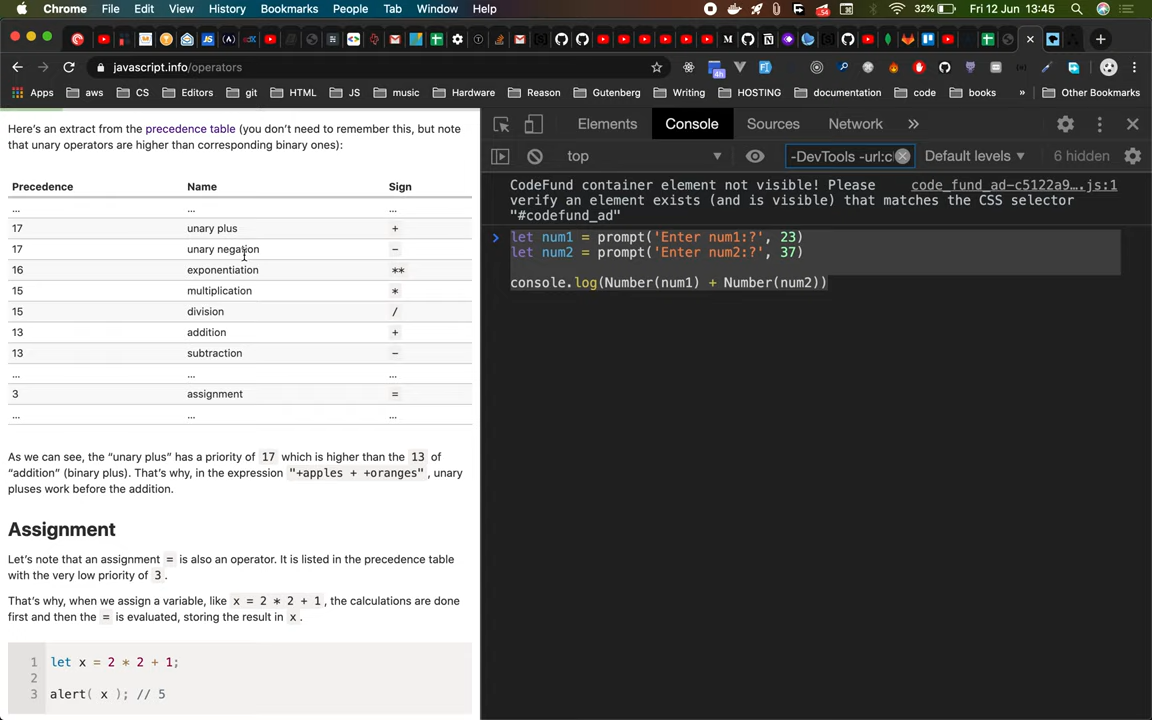 Chrome File Edit View History Bookmarks People Tab Window Help 32% Fri 12 Jun 13:45
javascript.info/operators
Apps aws CS Editors git HTML JS music Hardware Reason Gutenberg Writing HOSTING documentation code books » Other Bookmarks
Here's an extract from the precedence table (you don't need to remember this, but note
that unary operators are higher than corresponding binary ones):
Precedence Name Sign
... ... ...
17 unary plus +
17 unary negation -
16 exponentiation **
15 multiplication *
15 division /
13 addition +
13 subtraction -
... ... ...
3 assignment =
... ... ...
As we can see, the “unary plus” has a priority of 17 which is higher than the 13 of
“addition” (binary plus). That's why, in the expression "+apples + +oranges", unary
pluses work before the addition.
Assignment
Let's note that an assignment = is also an operator. It is listed in the precedence table
with the very low priority of 3.
That's why, when we assign a variable, like x = 2 * 2 + 1, the calculations are done
first and then the = is evaluated, storing the result in x.
1 let x = 2 * 2 + 1;
2
3 alert( x ); // 5
Elements Console Sources Network »
top -DevTools -url:c Default levels ▼ 6 hidden
CodeFund container element not visible! Please code_fund_ad-c5122a9….js:1
verify an element exists (and is visible) that matches the CSS selector
"#codefund_ad"
let num1 = prompt('Enter num1:?', 23)
let num2 = prompt('Enter num2:?', 37)
console.log(Number(num1) + Number(num2))